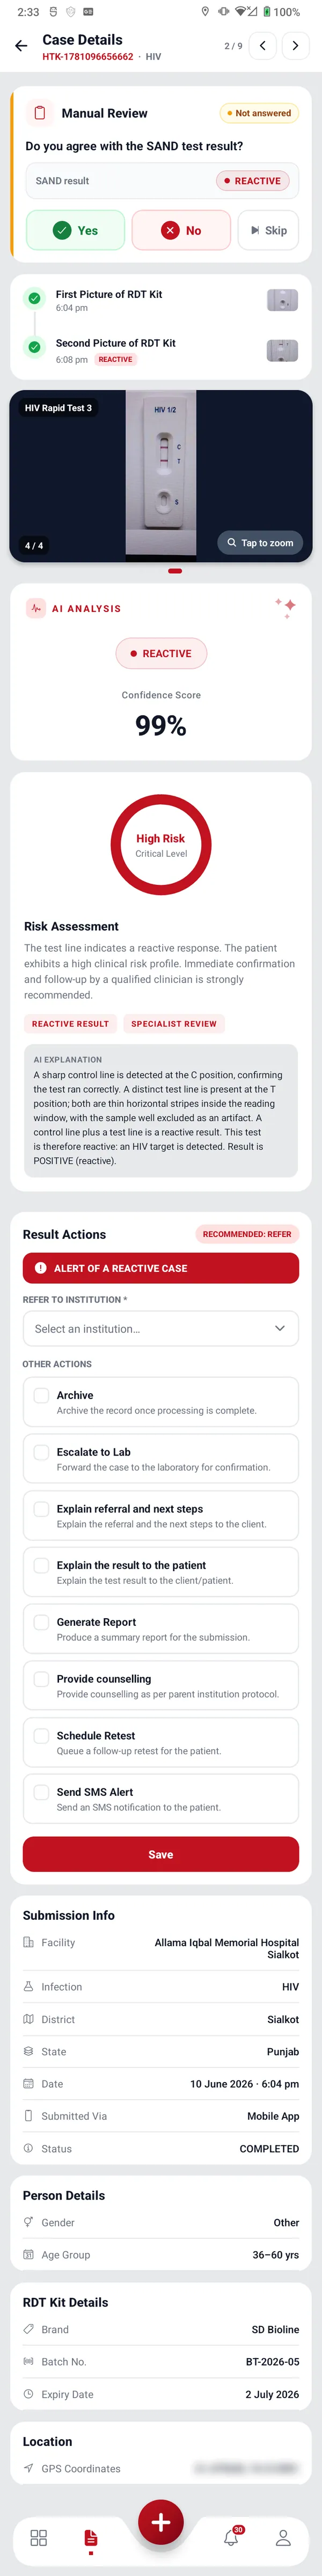 2:33
100%
Case Details
HTK-1781096656662 · HIV
2 / 9
Manual Review
Not answered
Do you agree with the SAND test result?
SAND result
REACTIVE
Yes
No
Skip
First Picture of RDT Kit
6:04 pm
Second Picture of RDT Kit
6:08 pm
REACTIVE
HIV Rapid Test 3
HIV 1/2
C
T
S
4 / 4
Tap to zoom
AI ANALYSIS
REACTIVE
Confidence Score
99%
High Risk
Critical Level
Risk Assessment
The test line indicates a reactive response. The patient
exhibits a high clinical risk profile. Immediate confirmation
and follow-up by a qualified clinician is strongly
recommended.
REACTIVE RESULT
SPECIALIST REVIEW
AI EXPLANATION
A sharp control line is detected at the C position, confirming
the test ran correctly. A distinct test line is present at the T
position; both are thin horizontal stripes inside the reading
window, with the sample well excluded as an artifact. A
control line plus a test line is a reactive result. This test
is therefore reactive: an HIV target is detected. Result is
POSITIVE (reactive).
Result Actions
RECOMMENDED: REFER
ALERT OF A REACTIVE CASE
REFER TO INSTITUTION *
Select an institution...
OTHER ACTIONS
Archive
Archive the record once processing is complete.
Escalate to Lab
Forward the case to the laboratory for confirmation.
Explain referral and next steps
Explain the referral and the next steps to the client.
Explain the result to the patient
Explain the test result to the client/patient.
Generate Report
Produce a summary report for the submission.
Provide counselling
Provide counselling as per parent institution protocol.
Schedule Retest
Queue a follow-up retest for the patient.
Send SMS Alert
Send an SMS notification to the patient.
Save
Submission Info
Facility
Allama Iqbal Memorial Hospital
Sialkot
Infection
HIV
District
Sialkot
State
Punjab
Date
10 June 2026 · 6:04 pm
Submitted Via
Mobile App
Status
COMPLETED
Person Details
Gender
Other
Age Group
36–60 yrs
RDT Kit Details
Brand
SD Bioline
Batch No.
BT-2026-05
Expiry Date
2 July 2026
Location
GPS Coordinates
30